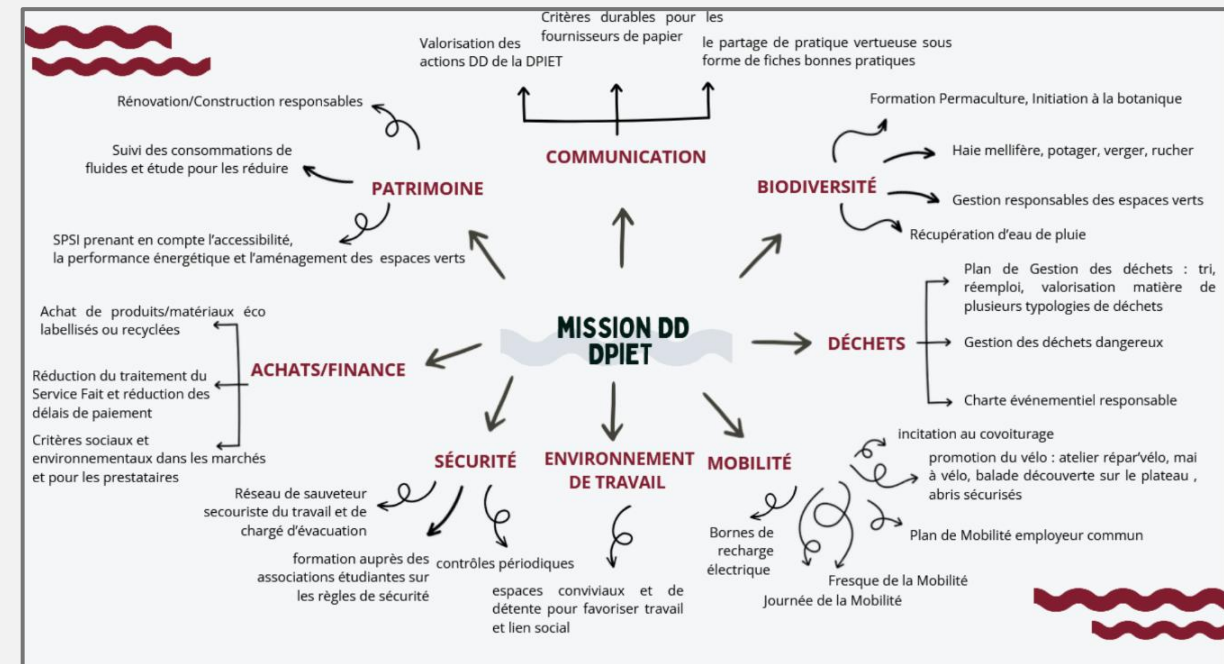 Critères durables pour les
fournisseurs de papier
Valorisation des
actions DD de la DPIET
le partage de pratique vertueuse sous
forme de fiches bonnes pratiques
COMMUNICATION
Rénovation/Construction responsables
Suivi des consommations de
fluides et étude pour les réduire
PATRIMOINE
SPSI prenant en compte l'accessibilité,
la performance énergétique et l'aménagement des espaces verts
Formation Permaculture, Initiation à la botanique
Haie mellifère, potager, verger, rucher
BIODIVERSITÉ
Gestion responsables des espaces verts
Récupération d'eau de pluie
MISSION DD
DPIET
Plan de Gestion des déchets : tri,
réemploi, valorisation matière de
plusieurs typologies de déchets
DÉCHETS
Gestion des déchets dangereux
Charte événementiel responsable
Achat de produits/matériaux éco
labellisés ou recyclées
ACHATS/FINANCE
Réduction du traitement du
Service Fait et réduction des
délais de paiement
Critères sociaux et
environnementaux dans les marchés
et pour les prestataires
SÉCURITÉ
Réseau de sauveteur
secouriste du travail et de
chargé d'évacuation
formation auprès des
associations étudiantes sur
les règles de sécurité
contrôles périodiques
ENVIRONNEMENT
DE TRAVAIL
espaces conviviaux et de
détente pour favoriser travail
et lien social
MOBILITÉ
incitation au covoiturage
promotion du vélo : atelier répar'vélo, mai
à vélo, balade découverte sur le plateau ,
abris sécurisés
Plan de Mobilité employeur commun
Bornes de
recharge
électrique
Fresque de la Mobilité
Journée de la Mobilité